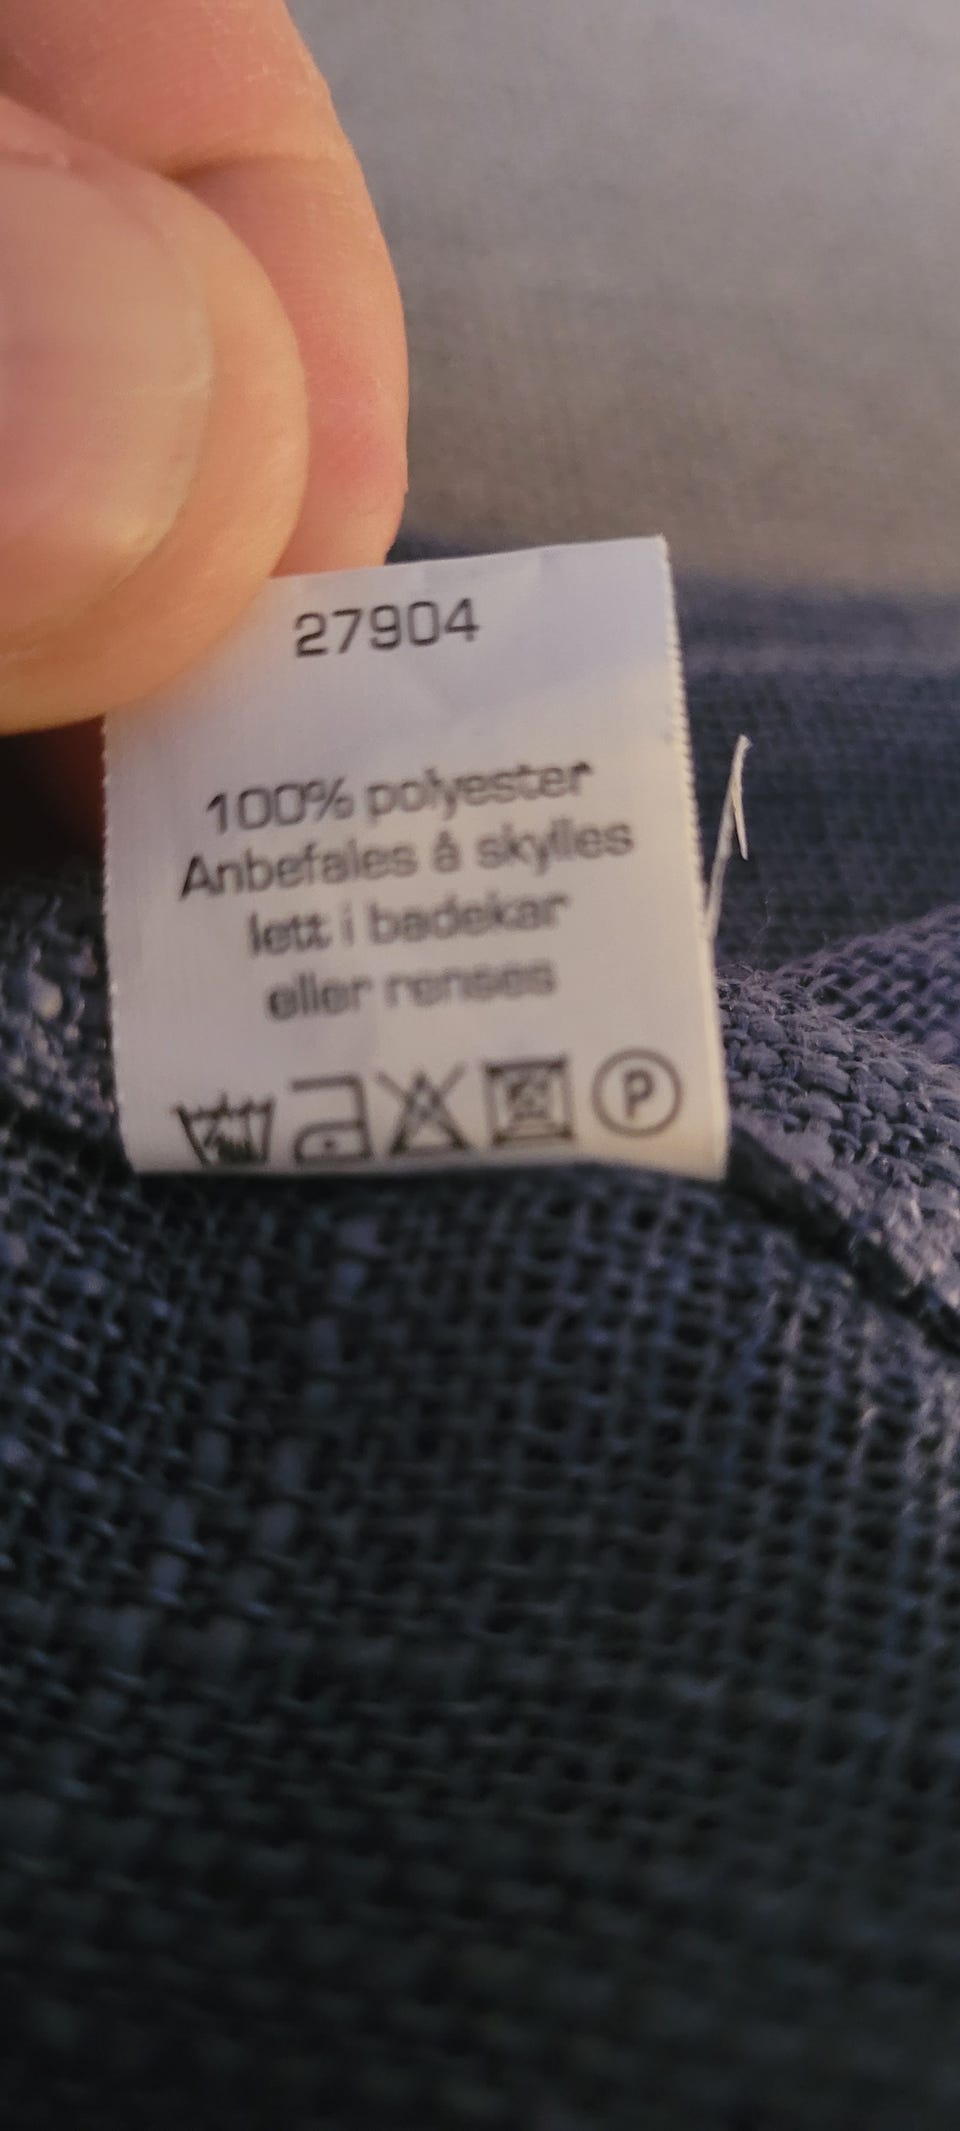 27904
100% polyester
Anbefales å skylles
lett i badekar
eller renses
P